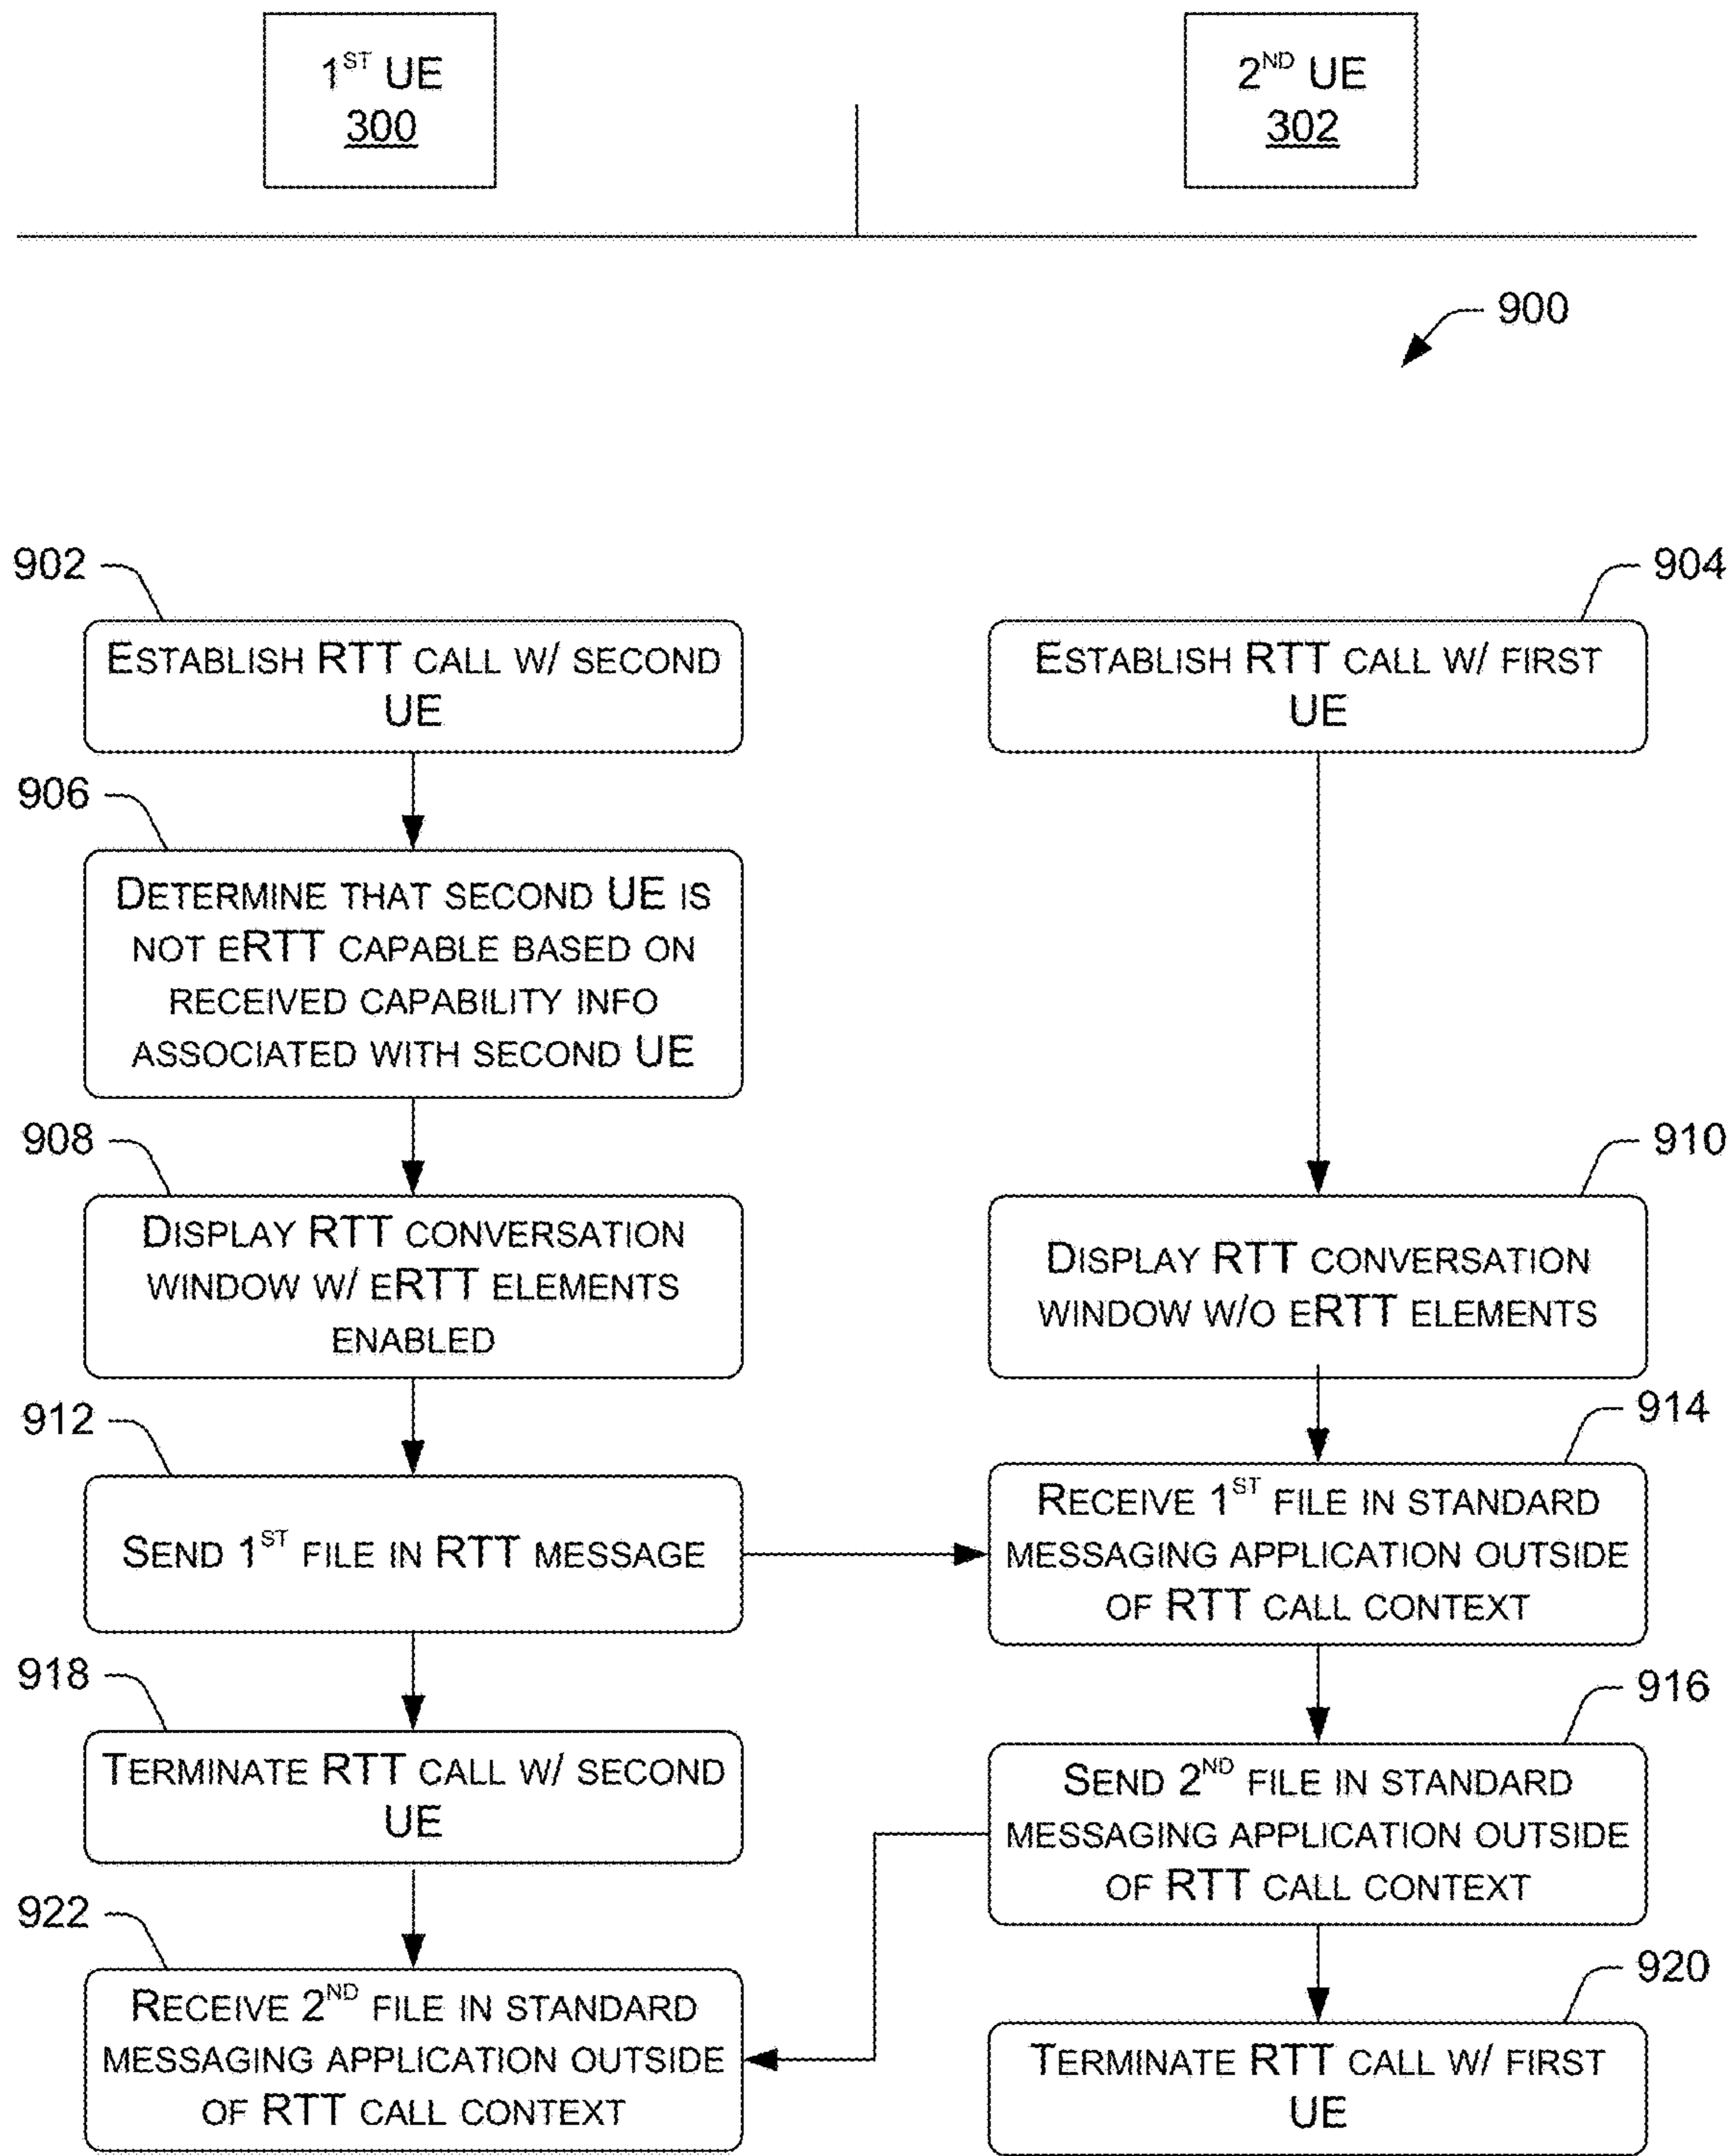 1ST UE
300
2ND UE
302
900
902
904
ESTABLISH RTT CALL W/ SECOND
UE
ESTABLISH RTT CALL W/ FIRST
UE
906
DETERMINE THAT SECOND UE IS
NOT ERTT CAPABLE BASED ON
RECEIVED CAPABILITY INFO
ASSOCIATED WITH SECOND UE
908
910
DISPLAY RTT CONVERSATION
WINDOW W/ ERTT ELEMENTS
ENABLED
DISPLAY RTT CONVERSATION
WINDOW W/O ERTT ELEMENTS
912
914
SEND 1ST FILE IN RTT MESSAGE
RECEIVE 1ST FILE IN STANDARD
MESSAGING APPLICATION OUTSIDE
OF RTT CALL CONTEXT
918
916
TERMINATE RTT CALL W/ SECOND
UE
SEND 2ND FILE IN STANDARD
MESSAGING APPLICATION OUTSIDE
OF RTT CALL CONTEXT
922
920
RECEIVE 2ND FILE IN STANDARD
MESSAGING APPLICATION OUTSIDE
OF RTT CALL CONTEXT
TERMINATE RTT CALL W/ FIRST
UE